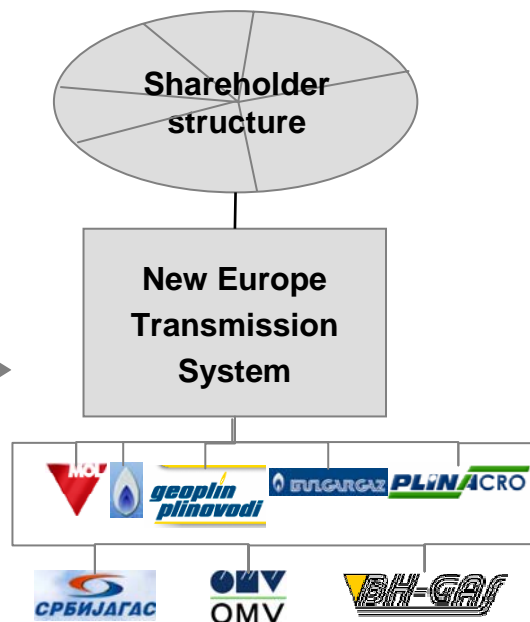 Shareholder
structure
New Europe
Transmission
System
MOL
geoplin
plinovodi
BULGARGAZ
PLINACRO
СРБИЈАГАС
OMV
OMV
BH-GAS